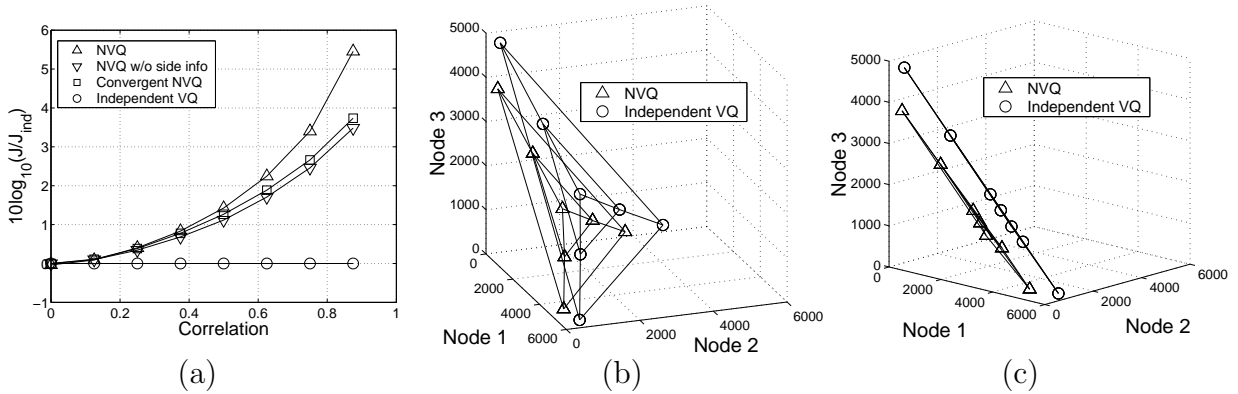 6
5
4
3
2
1
0
−1
0
0.2
0.4
0.6
0.8
1
10log10(J/Jind)
Correlation
NVQ
NVQ w/o side info
Convergent NVQ
Independent VQ
(a)
5000
4000
3000
2000
1000
0
Node 3
0
2000
4000
6000
Node 1
0
2000
4000
6000
Node 2
NVQ
Independent VQ
(b)
5000
4000
3000
2000
1000
0
Node 3
0
2000
4000
6000
Node 1
0
2000
4000
6000
Node 2
NVQ
Independent VQ
(c)